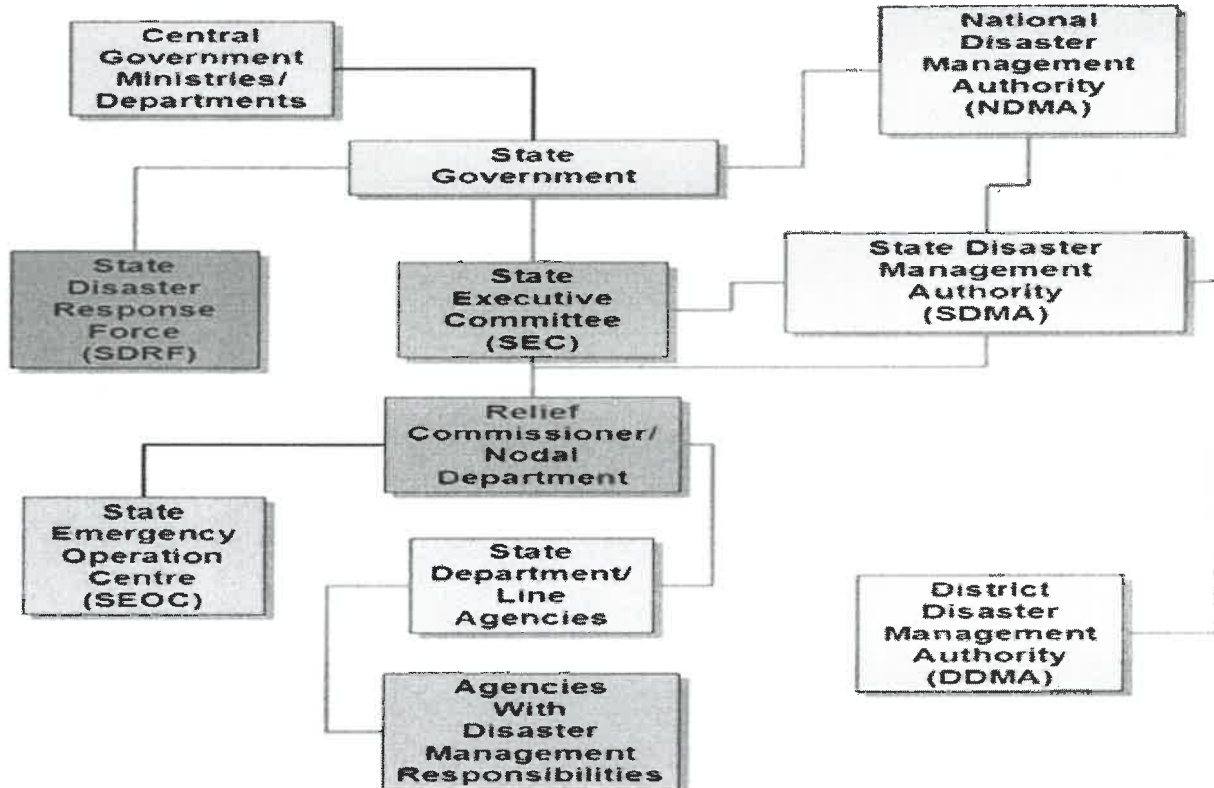 Central
Government
Ministries/
Departments
National
Disaster
Management
Authority
(NDMA)
State
Government
State
Disaster
Response
Force
(SDRF)
State
Executive
Committee
(SEC)
State Disaster
Management
Authority
(SDMA)
Relief
Commissioner/
Nodal
Department
State
Emergency
Operation
Centre
(SEOC)
State
Department/
Line
Agencies
District
Disaster
Management
Authority
(DDMA)
Agencies
With
Disaster
Management
Responsibilities